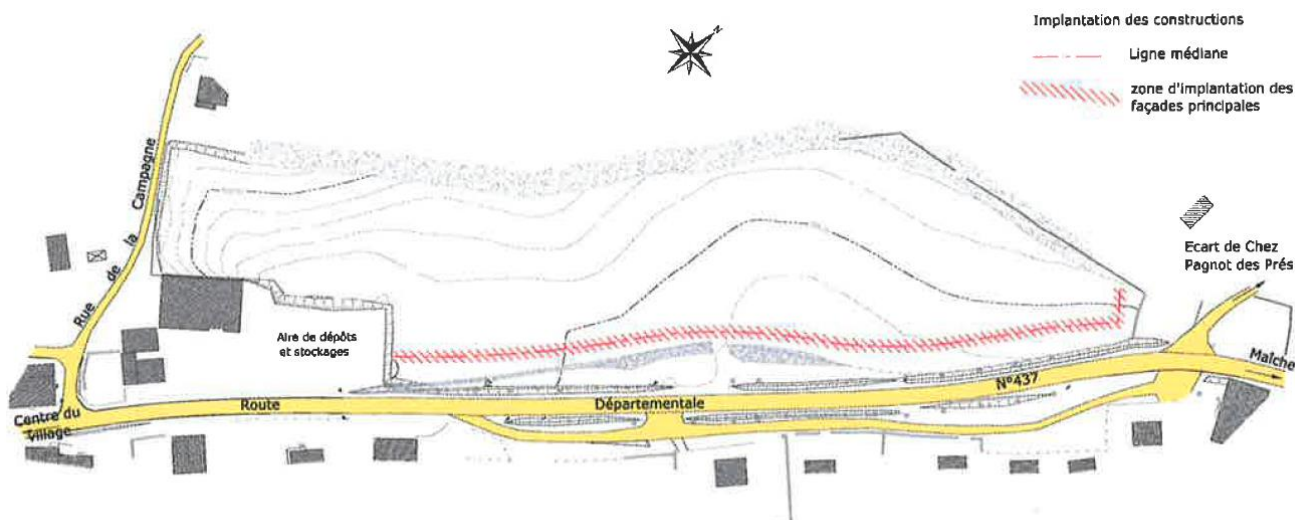 N
Implantation des constructions
Ligne médiane
zone d'implantation des
façades principales
Rue de la Campagne
Ecart de Chez
Pagnot des Prés
Aire de dépôts
et stockages
Maîche
N°437
Route
Départementale
Centre du
village